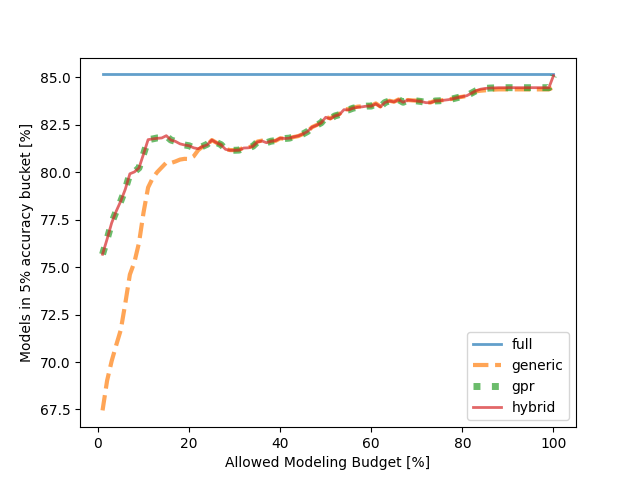 85.0
82.5
80.0
77.5
75.0
72.5
70.0
67.5
Models in 5% accuracy bucket [%]
0 20 40 60 80 100
Allowed Modeling Budget [%]
full
generic
gpr
hybrid